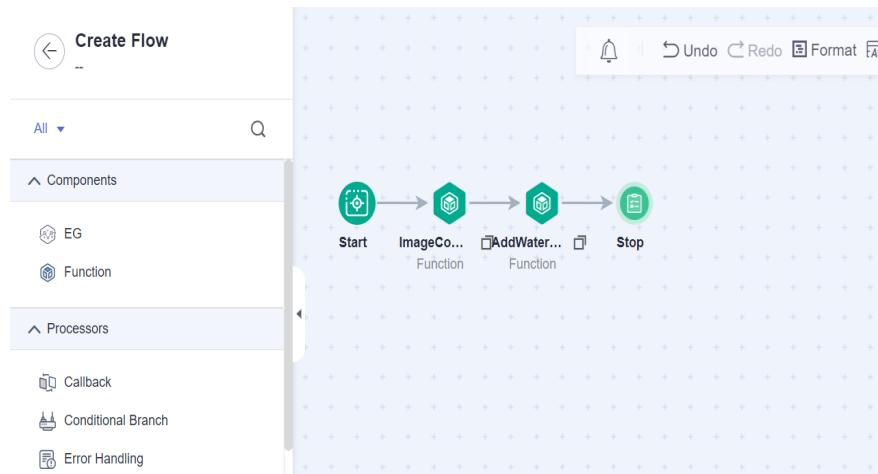 Create Flow
--
Undo Redo Format
All
Components
EG
Function
Processors
Callback
Conditional Branch
Error Handling
Start ImageCo... AddWater... Stop
Function Function